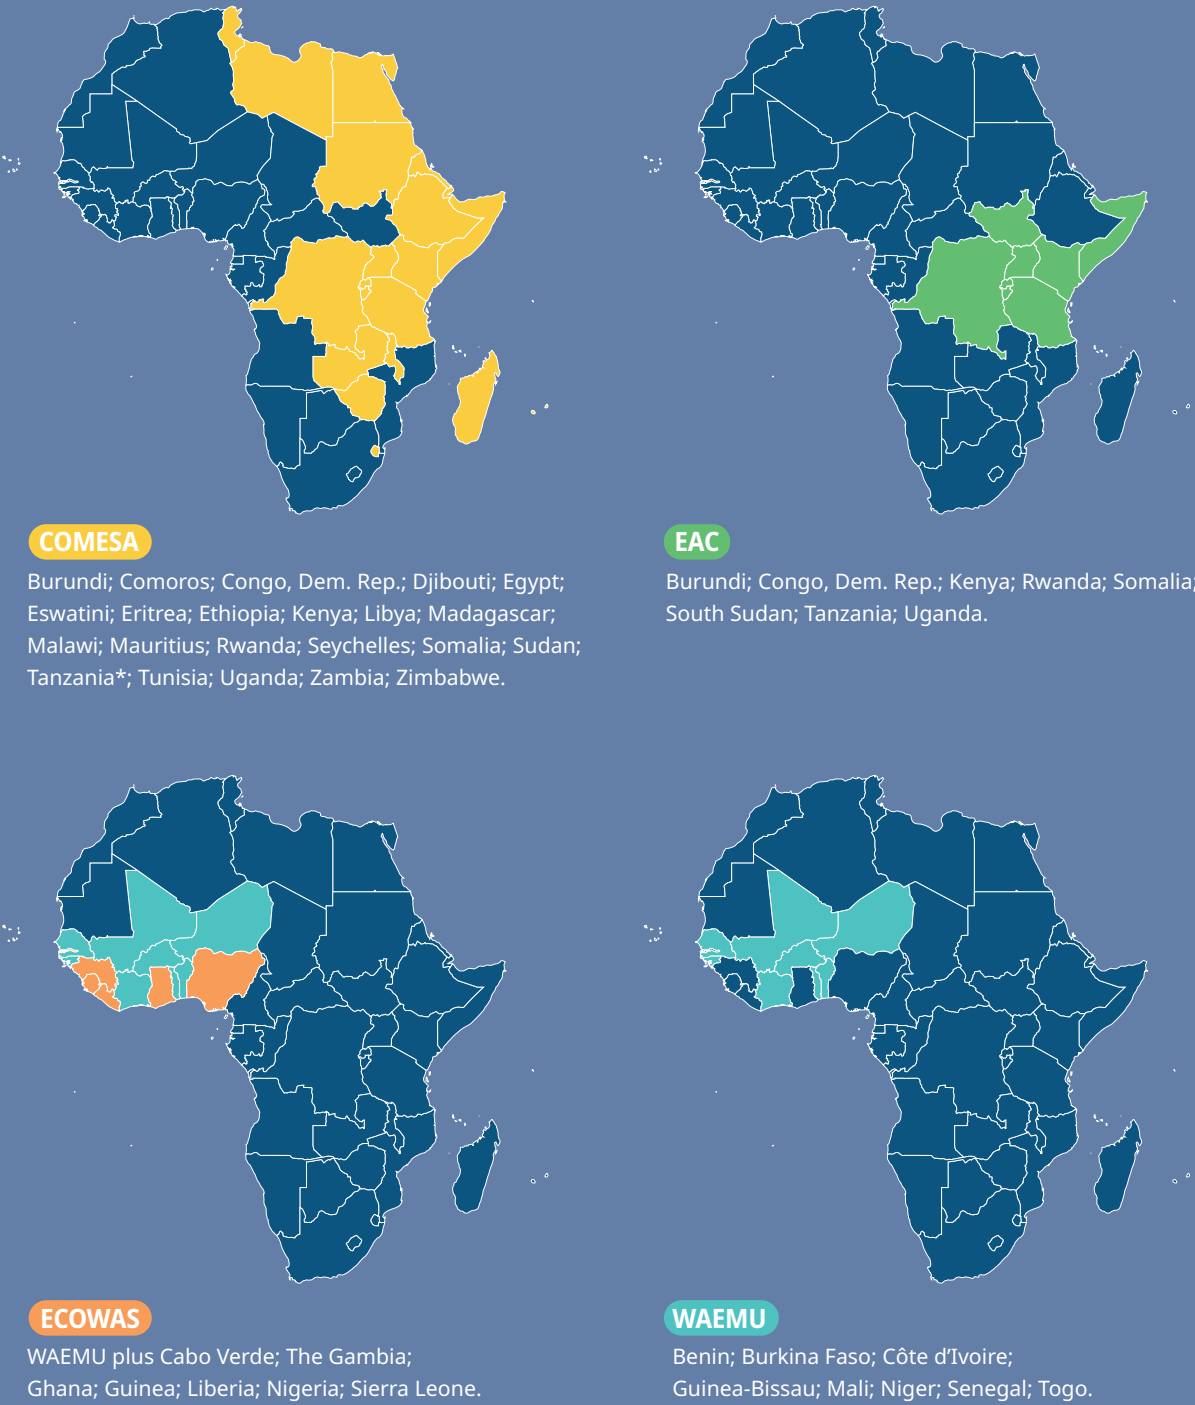 COMESA
Burundi; Comoros; Congo, Dem. Rep.; Djibouti; Egypt;
Eswatini; Eritrea; Ethiopia; Kenya; Libya; Madagascar;
Malawi; Mauritius; Rwanda; Seychelles; Somalia; Sudan;
Tanzania*; Tunisia; Uganda; Zambia; Zimbabwe.
EAC
Burundi; Congo, Dem. Rep.; Kenya; Rwanda; Somalia;
South Sudan; Tanzania; Uganda.
ECOWAS
WAEMU plus Cabo Verde; The Gambia;
Ghana; Guinea; Liberia; Nigeria; Sierra Leone.
WAEMU
Benin; Burkina Faso; Côte d’Ivoire;
Guinea-Bissau; Mali; Niger; Senegal; Togo.